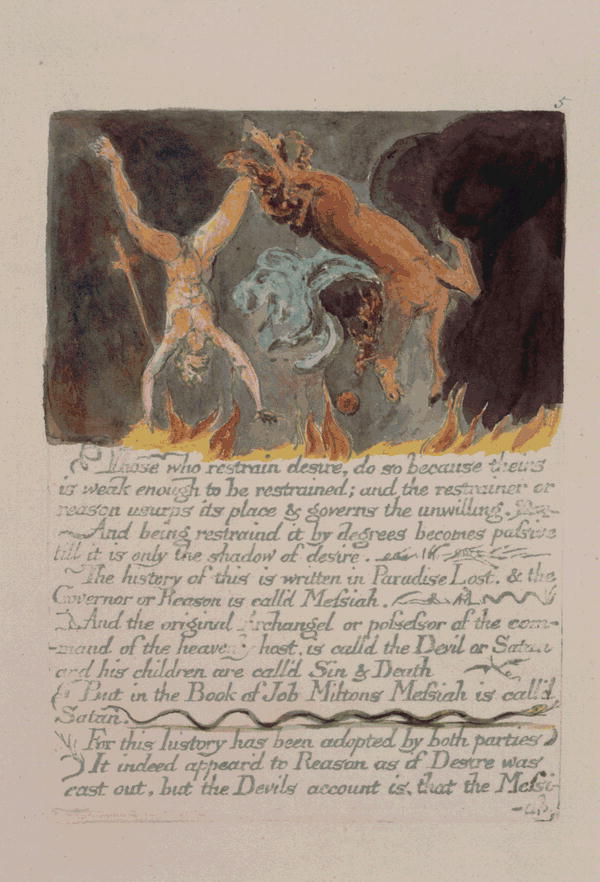 5
Those who restrain desire, do so because theirs
is weak enough to be restrained; and the restrainer or
reason usurps its place & governs the unwilling.
And being restraind it by degrees becomes passive
till it is only the shadow of desire.
The history of this is written in Paradise Lost. & the
Governor or Reason is call'd Messiah.
And the original Archangel or possessor of the com-
-mand of the heavenly host, is calld the Devil or Satan
and his children are call'd Sin & Death
But in the Book of Job Miltons Messiah is call'd
Satan.
For this history has been adopted by both parties
It indeed appear'd to Reason as if Desire was
cast out, but the Devils account is, that the Messi-
-ah